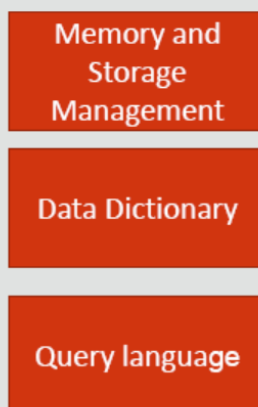 Memory and
Storage
Management
Data Dictionary
Query language